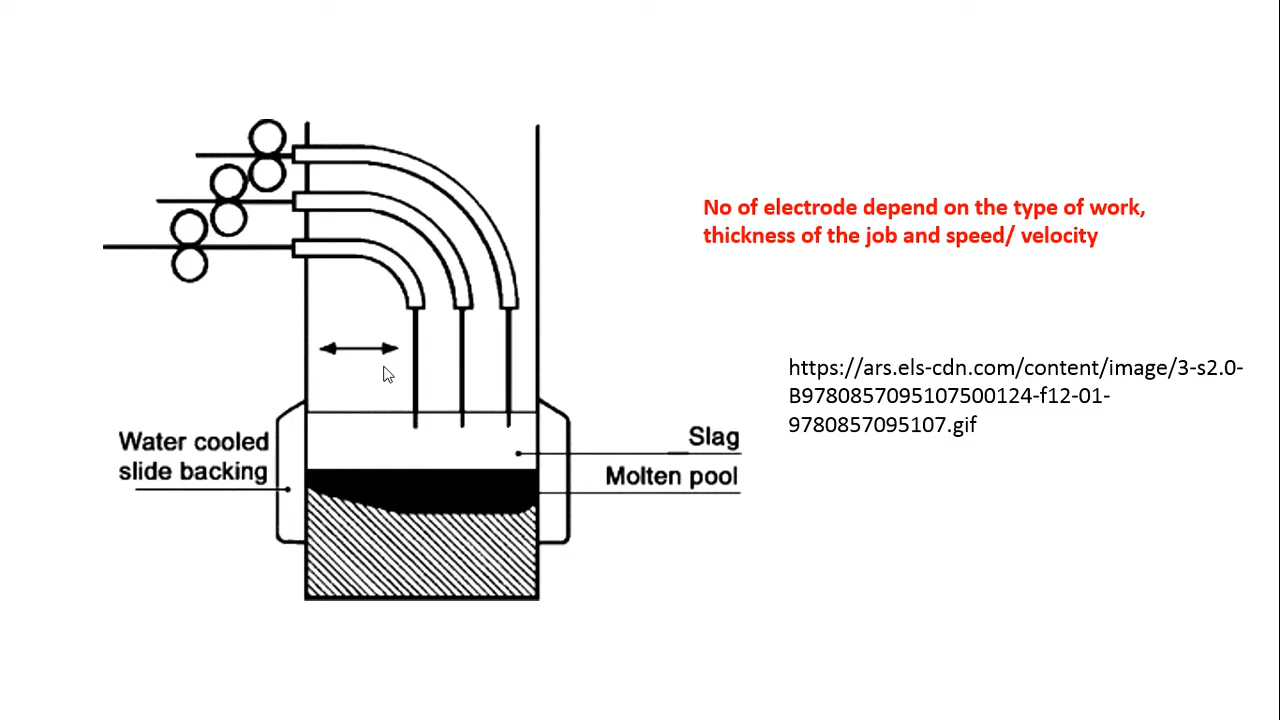 No of electrode depend on the type of work,
thickness of the job and speed/ velocity
https://ars.els-cdn.com/content/image/3-s2.0-
B9780857095107500124-f12-01-
9780857095107.gif
Water cooled
slide backing
Slag
Molten pool